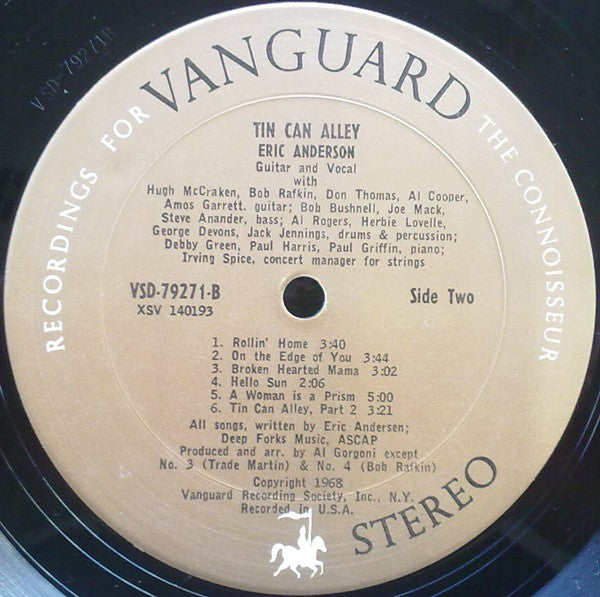 VSD-79271B
RECORDINGS FOR VANGUARD THE CONNOISSEUR
TIN CAN ALLEY
ERIC ANDERSON
Guitar and Vocal
with
Hugh McCraken, Bob Rafkin, Don Thomas, Al Cooper,
Amos Garrett. guitar; Bob Bushnell, Joe Mack,
Steve Anander, bass; Al Rogers, Herbie Lovelle,
George Devons, Jack Jennings, drums & percussion;
Debby Green, Paul Harris, Paul Griffin, piano;
Irving Spice, concert manager for strings
VSD-79271-B Side Two
XSV 140193
1. Rollin' Home 3:40
2. On the Edge of You 3:44
3. Broken Hearted Mama 3:02
4. Hello Sun 2:06
5. A Woman is a Prism 5:00
6. Tin Can Alley, Part 2 3:21
All songs, written by Eric Andersen;
Deep Forks Music, ASCAP
Produced and arr. by Al Gorgoni except
No. 3 (Trade Martin) & No. 4 (Bob Rafkin)
Copyright 1968
Vanguard Recording Society, Inc., N.Y.
Recorded in U.S.A.
STEREO